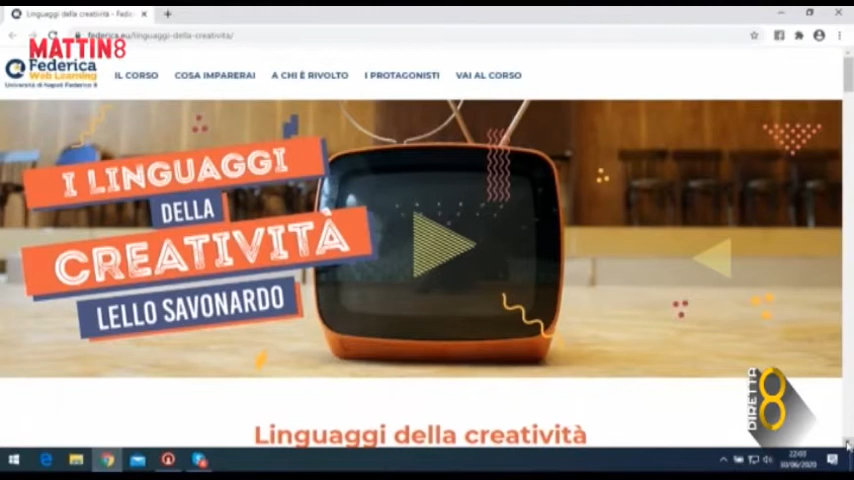 Linguaggi della creatività - Fede
federica.eu/linguaggi-della-creativita/
MATTIN8
Federica
Web Learning
Università di Napoli Federico II
IL CORSO
COSA IMPARERAI
A CHI È RIVOLTO
I PROTAGONISTI
VAI AL CORSO
I LINGUAGGI
DELLA
CREATIVITÀ
LELLO SAVONARDO
DIRETTA
8
Linguaggi della creatività
22:03
30/06/2020